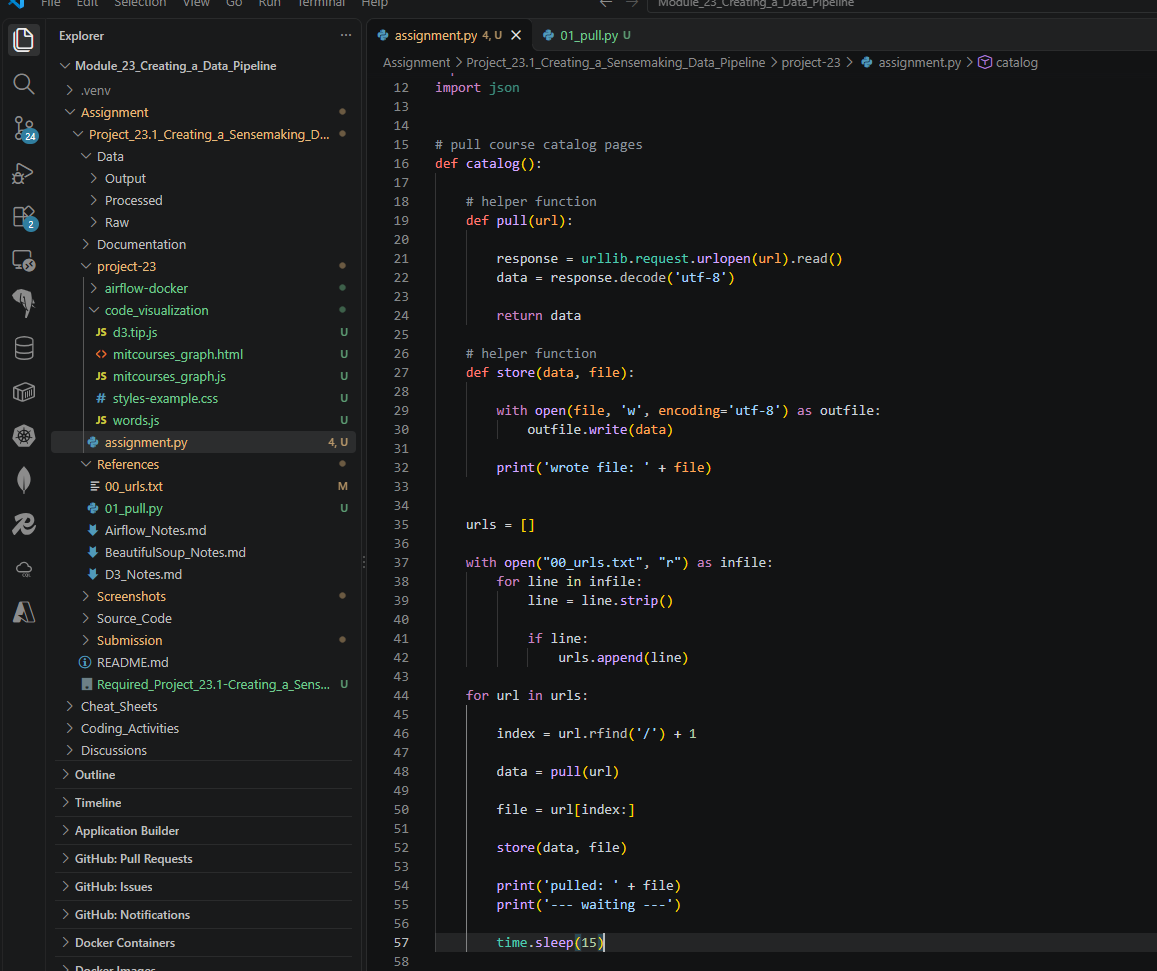 File Edit Selection View Go Run Terminal Help
Module_23_Creating_a_Data_Pipeline
Explorer
Module_23_Creating_a_Data_Pipeline
.venv
Assignment
Project_23.1_Creating_a_Sensemaking_D...
Data
Output
Processed
Raw
Documentation
project-23
airflow-docker
code_visualization
JS d3.tip.js U
<> mitcourses_graph.html U
JS mitcourses_graph.js U
# styles-example.css U
JS words.js U
assignment.py 4, U
References
00_urls.txt M
01_pull.py U
Airflow_Notes.md
BeautifulSoup_Notes.md
D3_Notes.md
Screenshots
Source_Code
Submission
README.md
Required_Project_23.1-Creating_a_Sens... U
Cheat_Sheets
Coding_Activities
Discussions
Outline
Timeline
Application Builder
GitHub: Pull Requests
GitHub: Issues
GitHub: Notifications
Docker Containers
Docker Images
24
2
assignment.py 4, U
01_pull.py U
Assignment > Project_23.1_Creating_a_Sensemaking_Data_Pipeline > project-23 > assignment.py > catalog
12 import json
13
14
15 # pull course catalog pages
16 def catalog():
17
18 # helper function
19 def pull(url):
20
21 response = urllib.request.urlopen(url).read()
22 data = response.decode('utf-8')
23
24 return data
25
26 # helper function
27 def store(data, file):
28
29 with open(file, 'w', encoding='utf-8') as outfile:
30 outfile.write(data)
31
32 print('wrote file: ' + file)
33
34
35 urls = []
36
37 with open("00_urls.txt", "r") as infile:
38 for line in infile:
39 line = line.strip()
40
41 if line:
42 urls.append(line)
43
44 for url in urls:
45
46 index = url.rfind('/') + 1
47
48 data = pull(url)
49
50 file = url[index:]
51
52 store(data, file)
53
54 print('pulled: ' + file)
55 print('--- waiting ---')
56
57 time.sleep(15)
58